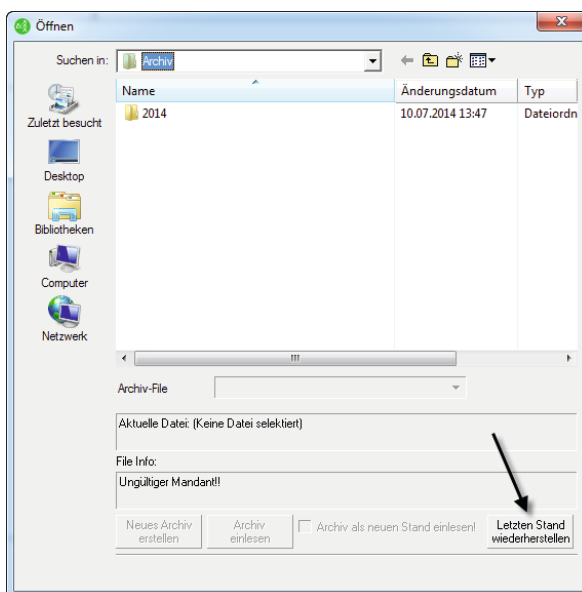 Öffnen
Suchen in: Archiv
Name Änderungsdatum Typ
2014 10.07.2014 13:47 Dateiordn
Zuletzt besucht
Desktop
Bibliotheken
Computer
Netzwerk
Archiv-File
Aktuelle Datei: (Keine Datei selektiert)
File Info:
Ungültiger Mandant!!
Neues Archiv erstellen
Archiv einlesen
Archiv als neuen Stand einlesen!
Letzten Stand wiederherstellen